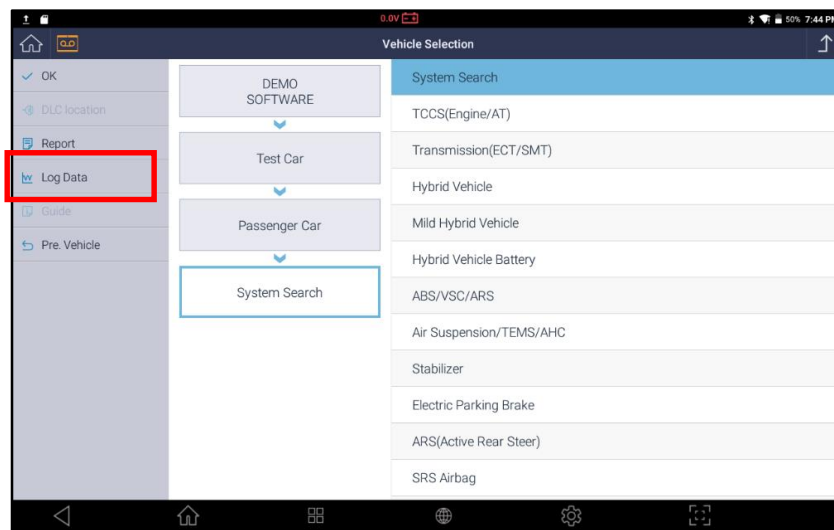 0.0V
50% 7:44 PM
Vehicle Selection
OK
DLC location
Report
Log Data
Guide
Pre. Vehicle
DEMO
SOFTWARE
Test Car
Passenger Car
System Search
System Search
TCCS(Engine/AT)
Transmission(ECT/SMT)
Hybrid Vehicle
Mild Hybrid Vehicle
Hybrid Vehicle Battery
ABS/VSC/ARS
Air Suspension/TEMS/AHC
Stabilizer
Electric Parking Brake
ARS(Active Rear Steer)
SRS Airbag